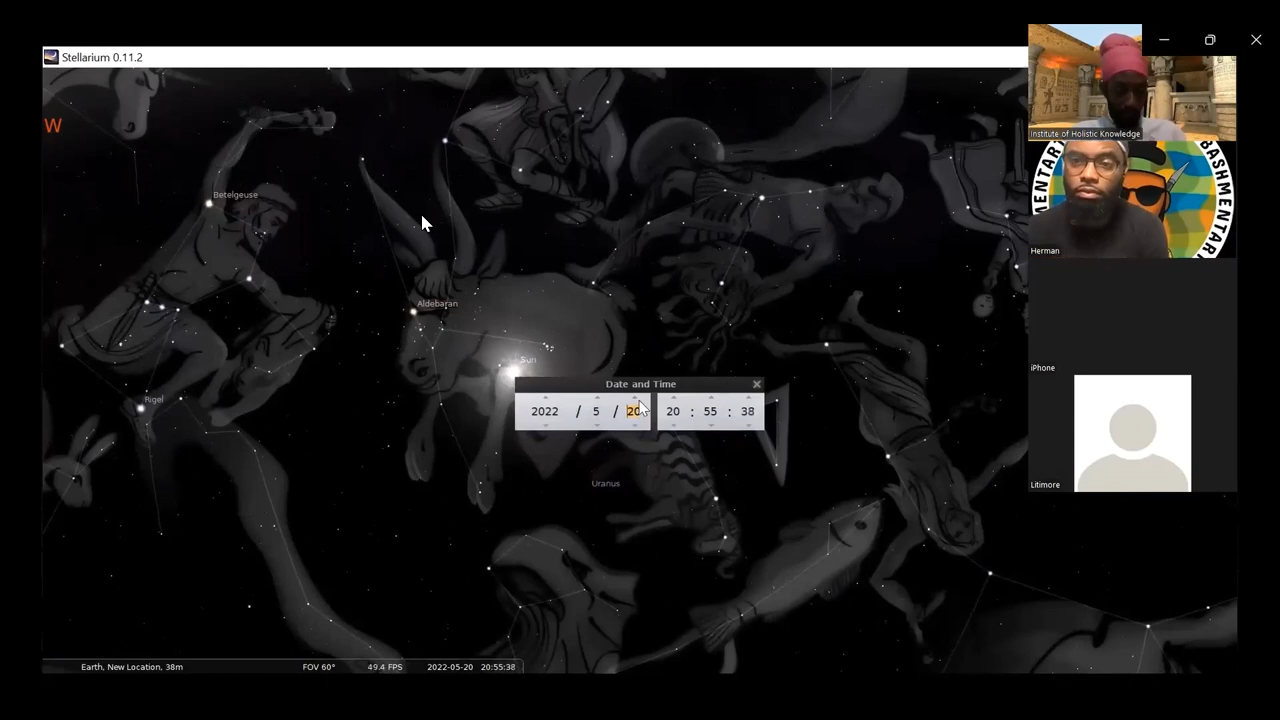 Stellarium 0.11.2
W
Betelgeuse
Aldebaran
Sun
Rigel
Date and Time
2022 / 5 / 20 20 : 55 : 38
Uranus
Earth, New Location, 38m FOV 60° 49.4 FPS 2022-05-20 20:55:38
Institute of Holistic Knowledge
MENTAR
BASHMENTAR
Herman
iPhone
Litimore